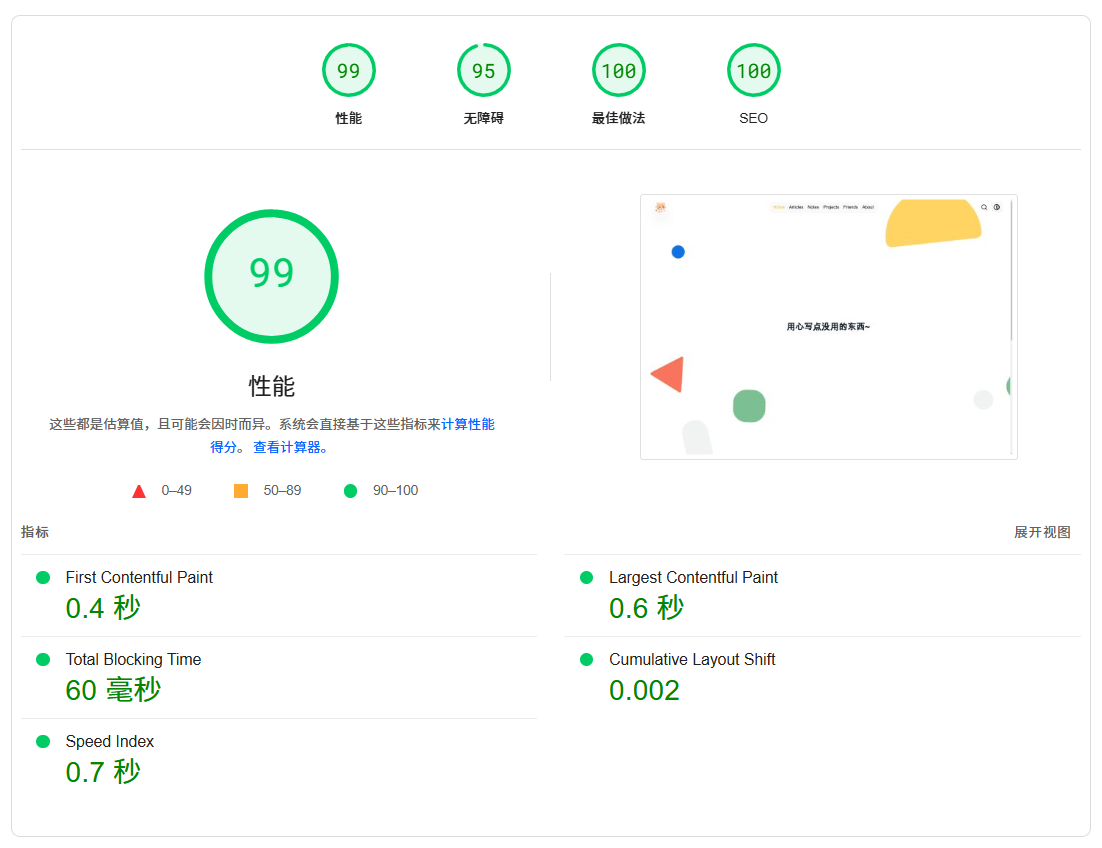 99
95
100
100
性能
无障碍
最佳做法
SEO
99
性能
这些都是估算值，且可能会因时而异。系统会直接基于这些指标来计算性能
得分。 查看计算器。
0–49
50–89
90–100
Home Articles Notes Projects Friends About
用心写点没用的东西~
指标
展开视图
First Contentful Paint
0.4 秒
Largest Contentful Paint
0.6 秒
Total Blocking Time
60 毫秒
Cumulative Layout Shift
0.002
Speed Index
0.7 秒